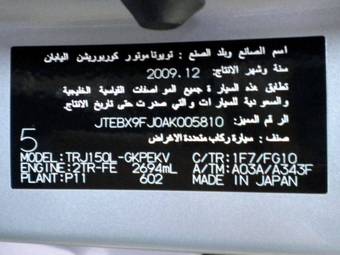 اسم الصانع وبلد الصنع : تويوتا موتور كوربوريشن اليابان
سنة وشهر الانتاج: 2009.12
تطابق هذه السيارة جميع المواصفات القياسية الخليجية
والسعودية للسيارات والتي صدرت حتى تاريخ الانتاج.
الرقم المميز: JTEBX9FJ0AK005810
صنف : سيارة ركاب متعددة الاغراض
5
MODEL:TRJ150L-GKPEKV C/TR:1F7/FG10
ENGINE:2TR-FE 2694mL A/TM:A03A/A343F
PLANT:P11 602 MADE IN JAPAN